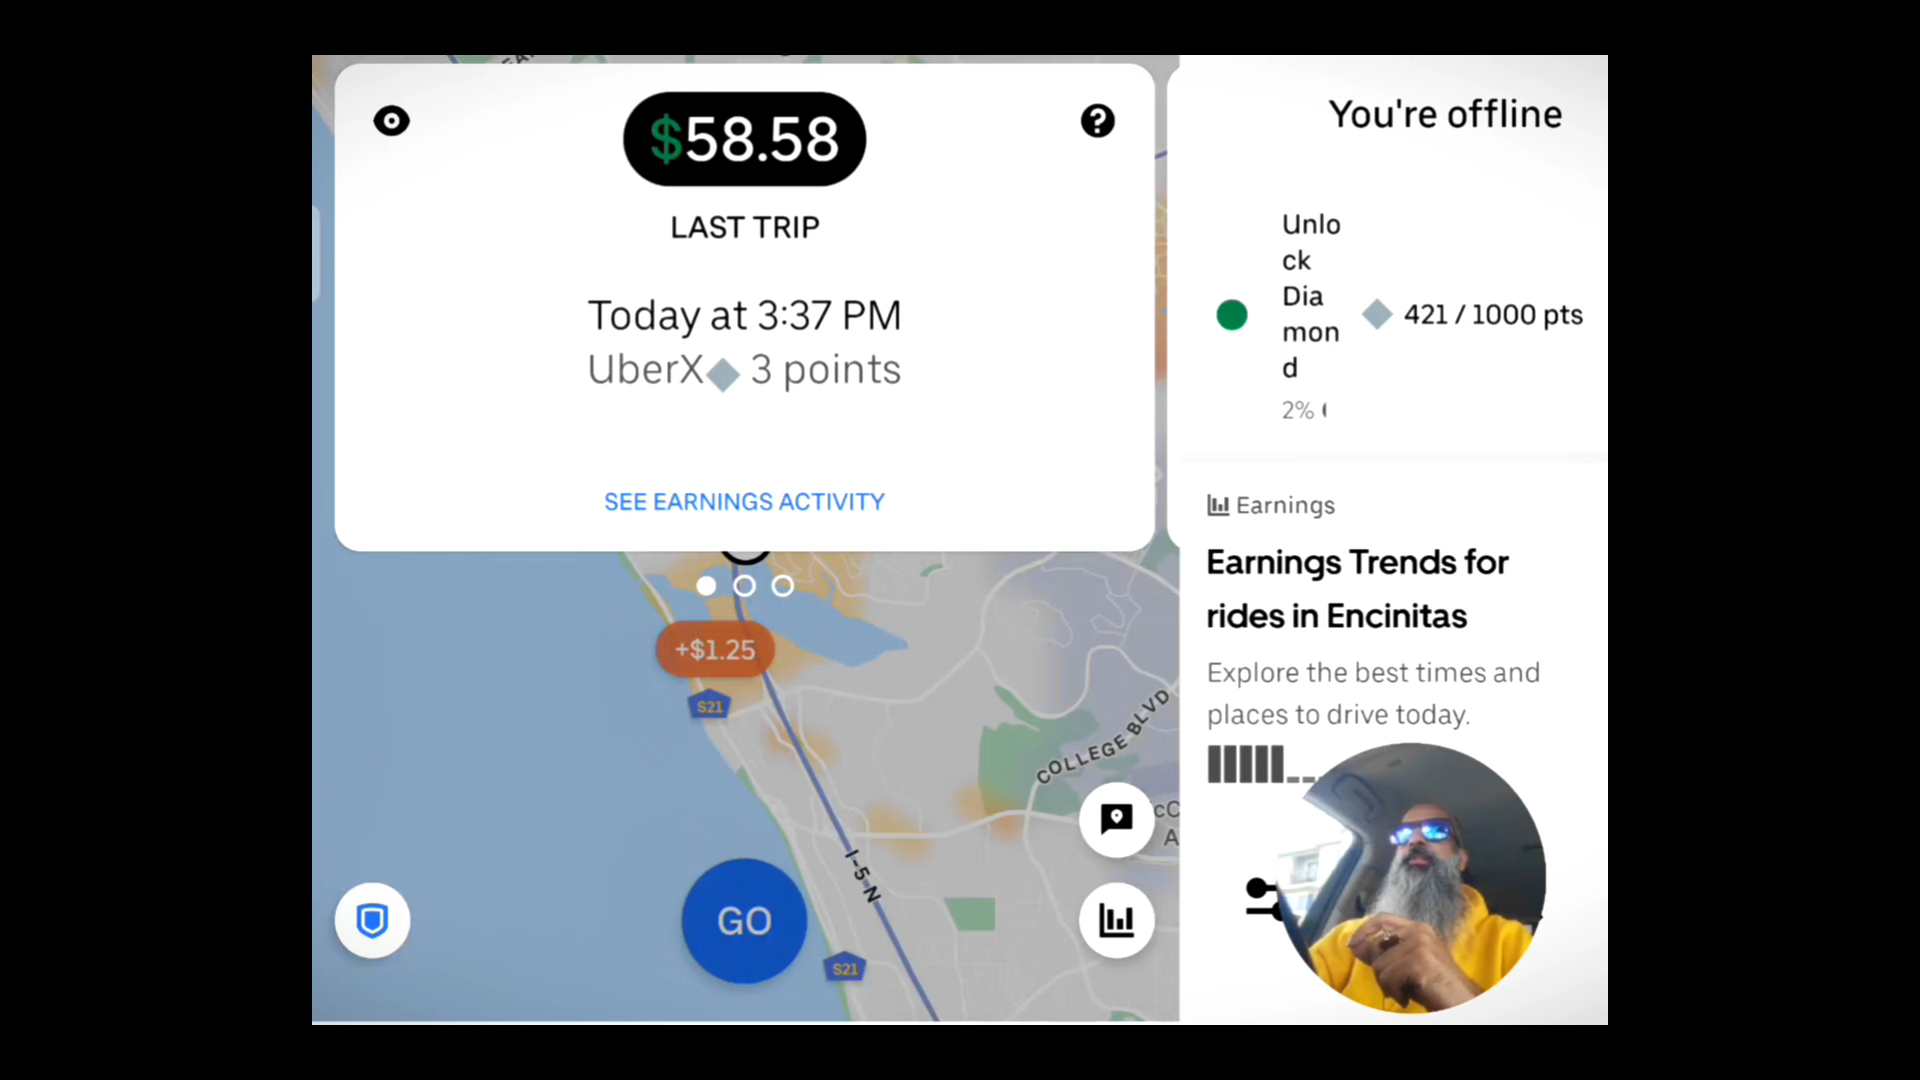 $58.58
LAST TRIP
Today at 3:37 PM
UberX 3 points
SEE EARNINGS ACTIVITY
+$1.25
S21
COLLEGE BLVD
I-5 N
GO
S21
You're offline
Unlo
ck
Dia
mon
d
421 / 1000 pts
2%
Earnings
Earnings Trends for
rides in Encinitas
Explore the best times and
places to drive today.